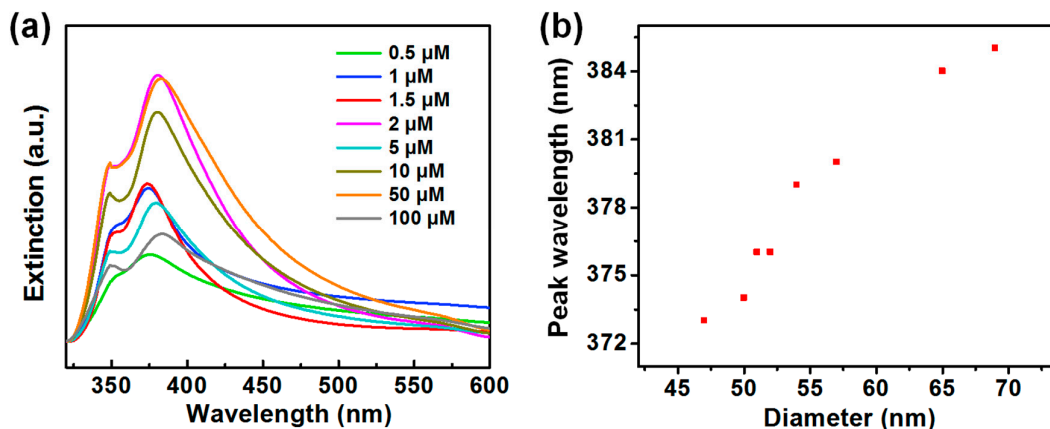 (a)
Extinction (a.u.)
0.5 µM
1 µM
1.5 µM
2 µM
5 µM
10 µM
50 µM
100 µM
350 400 450 500 550 600
Wavelength (nm)
(b)
Peak wavelength (nm)
384
381
378
375
372
45 50 55 60 65 70
Diameter (nm)